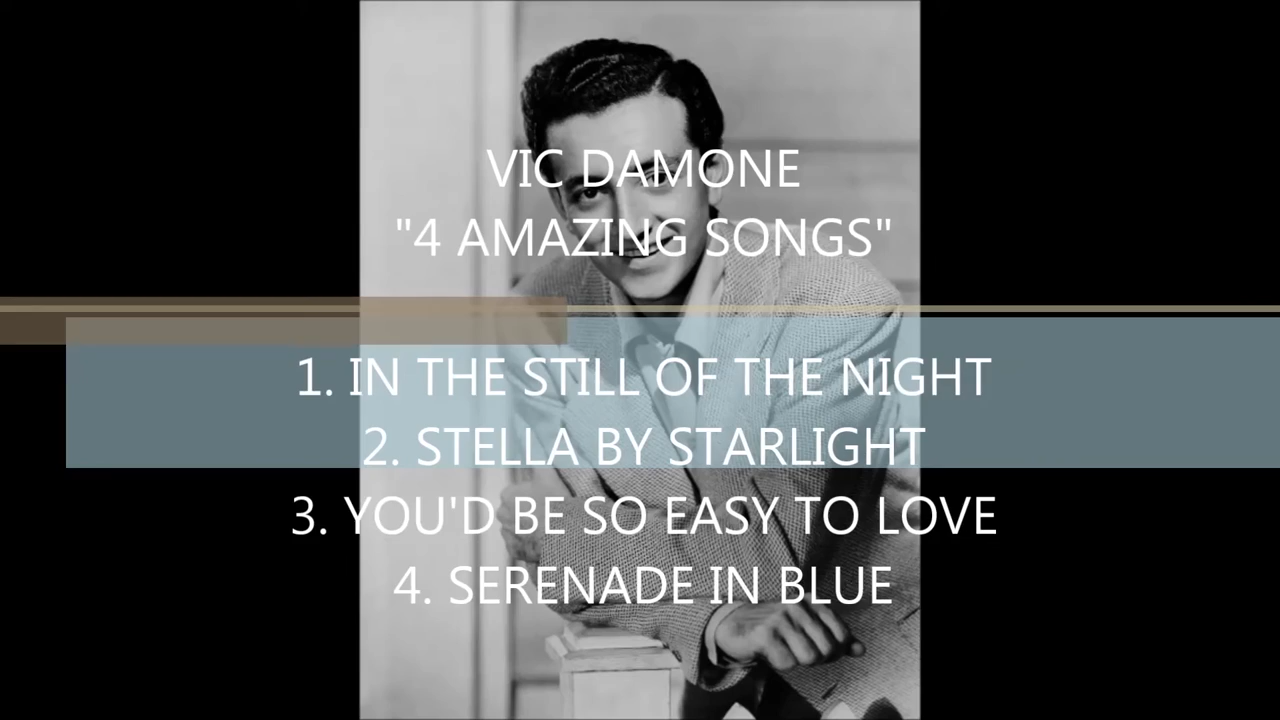 VIC DAMONE
"4 AMAZING SONGS"
1. IN THE STILL OF THE NIGHT
2. STELLA BY STARLIGHT
3. YOU'D BE SO EASY TO LOVE
4. SERENADE IN BLUE